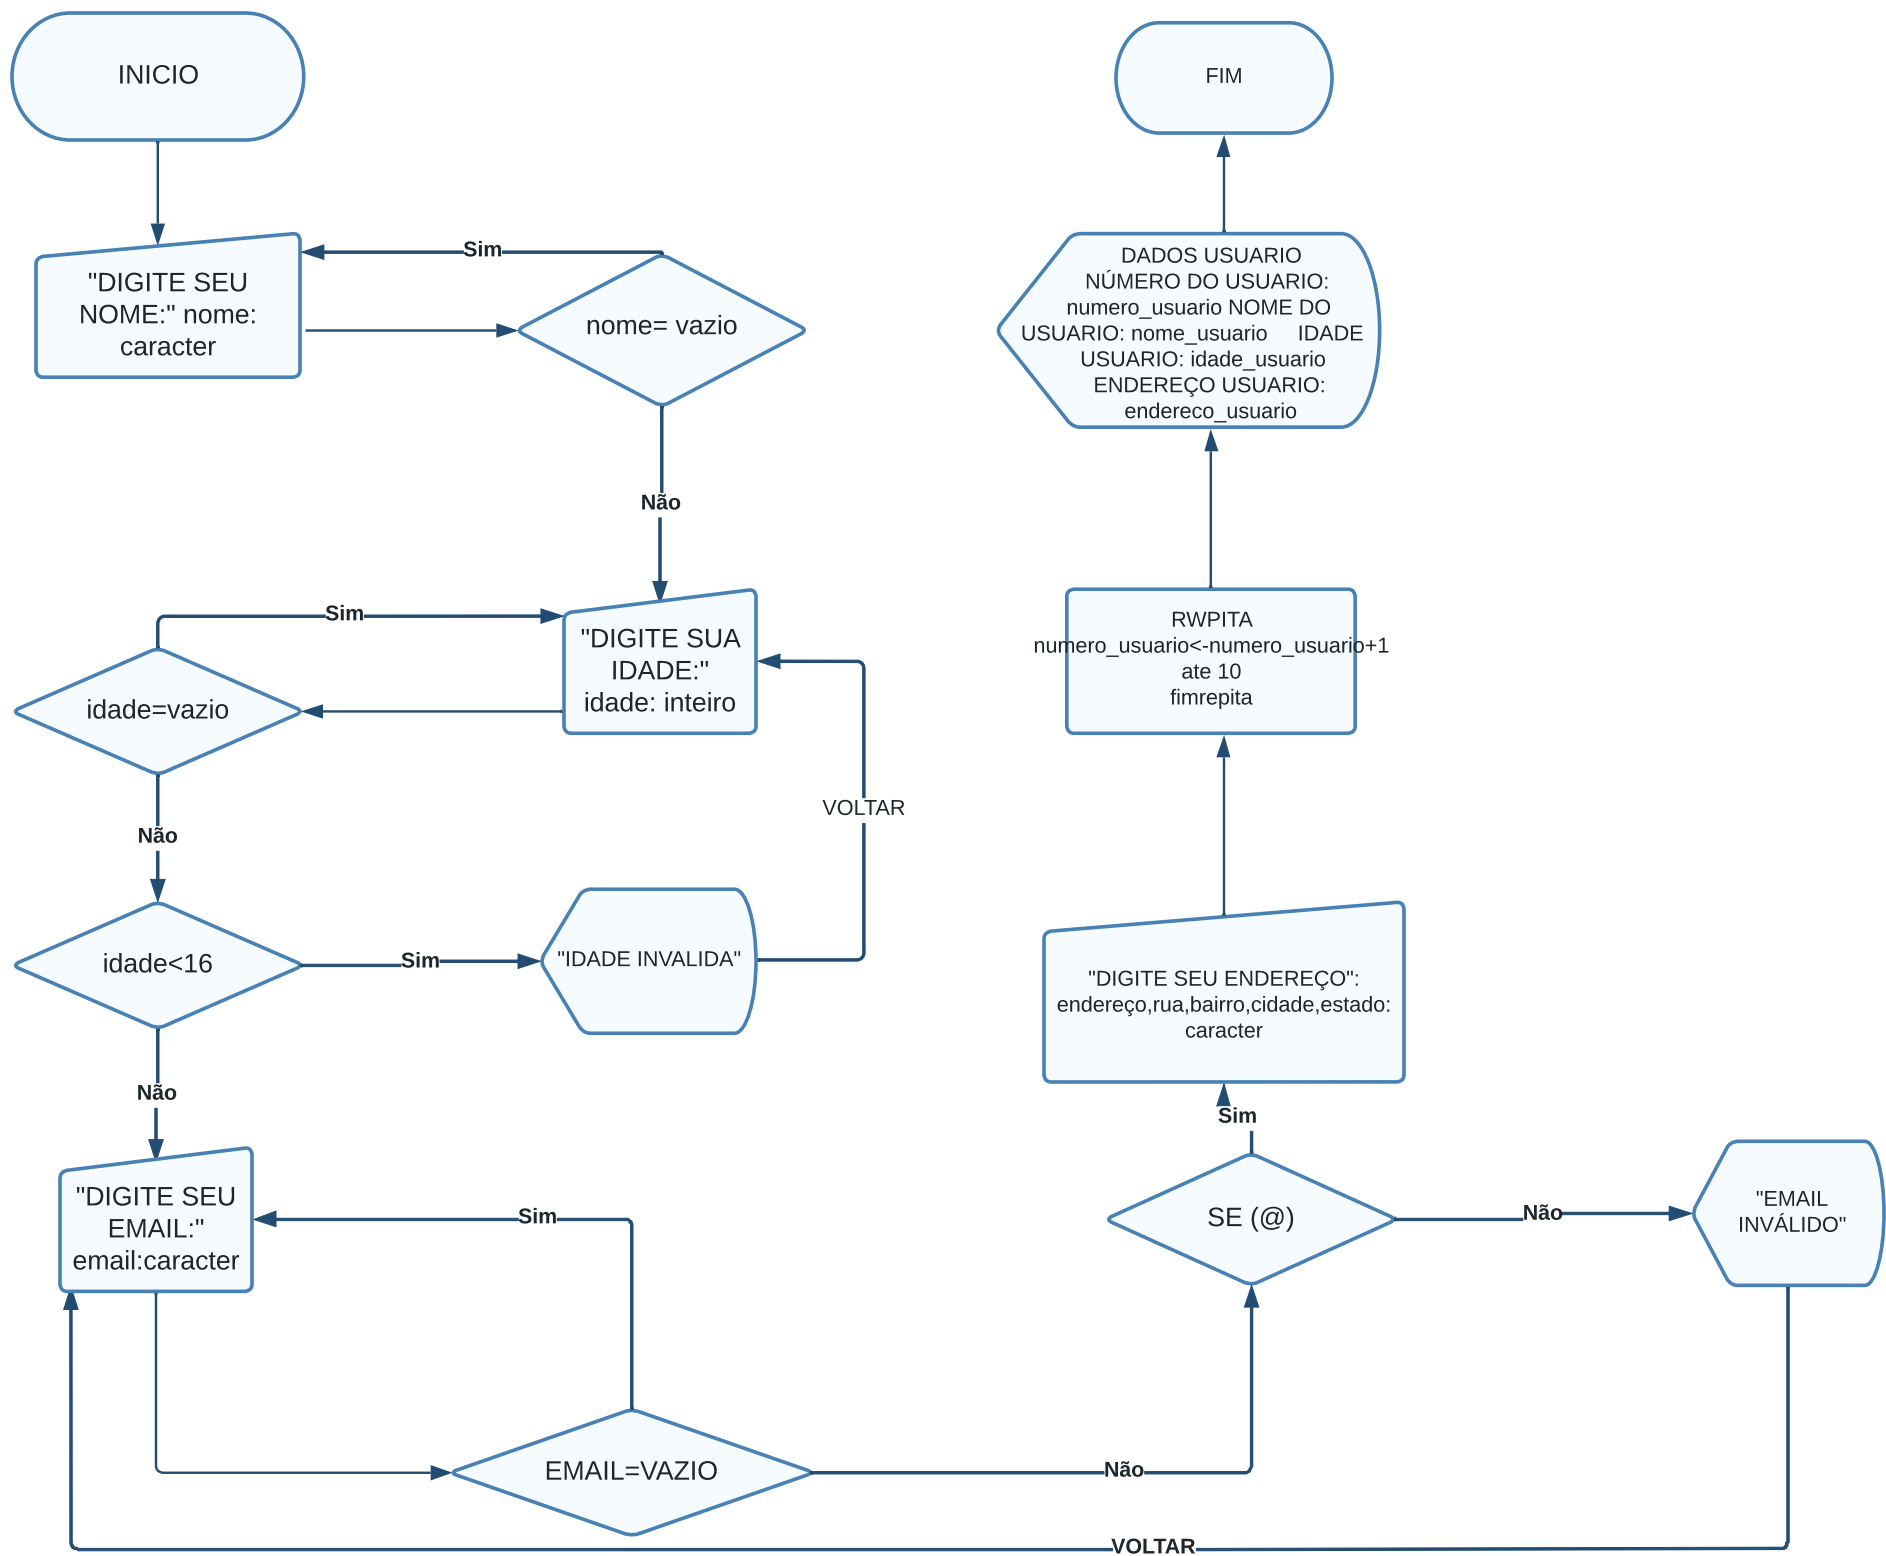 INICIO
"DIGITE SEU
NOME:" nome:
caracter
Sim
nome= vazio
Não
"DIGITE SUA
IDADE:"
idade: inteiro
Sim
idade=vazio
Não
VOLTAR
idade<16
Sim
"IDADE INVALIDA"
Não
"DIGITE SEU
EMAIL:"
email:caracter
Sim
EMAIL=VAZIO
Não
SE (@)
Não
"EMAIL
INVÁLIDO"
VOLTAR
Sim
"DIGITE SEU ENDEREÇO":
endereço,rua,bairro,cidade,estado:
caracter
RWPITA
numero_usuario<-numero_usuario+1
ate 10
fimrepita
DADOS USUARIO
NÚMERO DO USUARIO:
numero_usuario NOME DO
USUARIO: nome_usuario IDADE
USUARIO: idade_usuario
ENDEREÇO USUARIO:
endereco_usuario
FIM